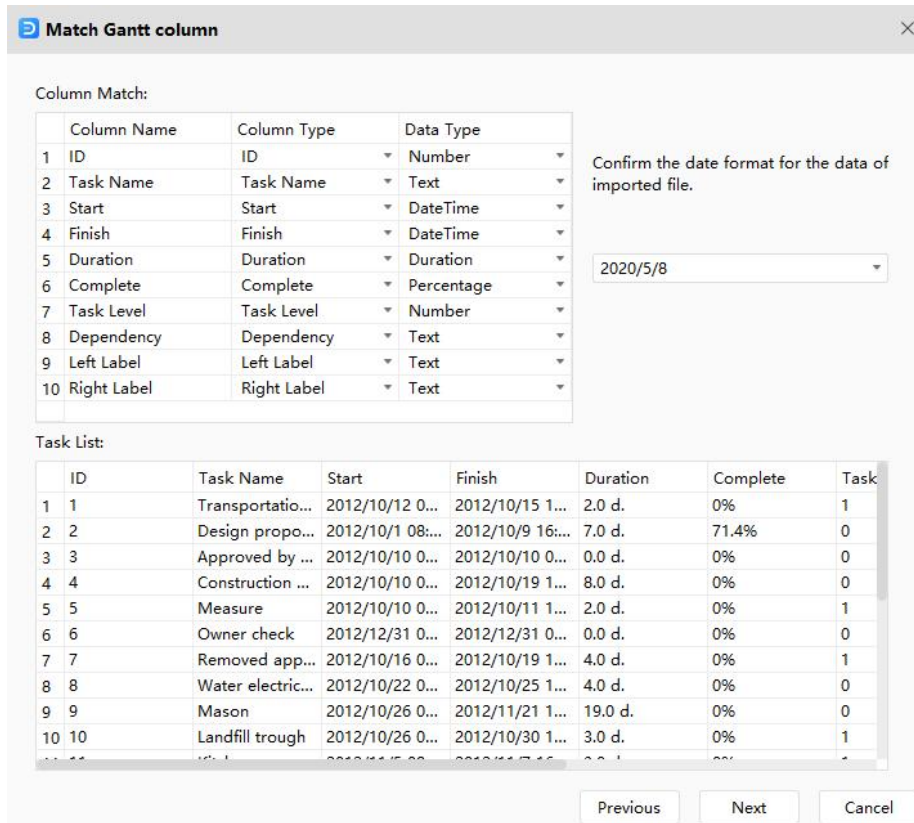 Match Gantt column
Column Match:
Column Name Column Type Data Type
1 ID ID Number
2 Task Name Task Name Text
3 Start Start DateTime
4 Finish Finish DateTime
5 Duration Duration Duration
6 Complete Complete Percentage
7 Task Level Task Level Number
8 Dependency Dependency Text
9 Left Label Left Label Text
10 Right Label Right Label Text
Confirm the date format for the data of
imported file.
2020/5/8
Task List:
ID Task Name Start Finish Duration Complete Task
1 1 Transportatio... 2012/10/12 0... 2012/10/15 1... 2.0 d. 0% 1
2 2 Design propo... 2012/10/1 08:... 2012/10/9 16:... 7.0 d. 71.4% 0
3 3 Approved by ... 2012/10/10 0... 2012/10/10 0... 0.0 d. 0% 0
4 4 Construction ... 2012/10/10 0... 2012/10/19 1... 8.0 d. 0% 0
5 5 Measure 2012/10/10 0... 2012/10/11 1... 2.0 d. 0% 1
6 6 Owner check 2012/12/31 0... 2012/12/31 0... 0.0 d. 0% 0
7 7 Removed app... 2012/10/16 0... 2012/10/19 1... 4.0 d. 0% 1
8 8 Water electric... 2012/10/22 0... 2012/10/25 1... 4.0 d. 0% 0
9 9 Mason 2012/10/26 0... 2012/11/21 1... 19.0 d. 0% 0
10 10 Landfill trough 2012/10/26 0... 2012/10/30 1... 3.0 d. 0% 1
Previous Next Cancel